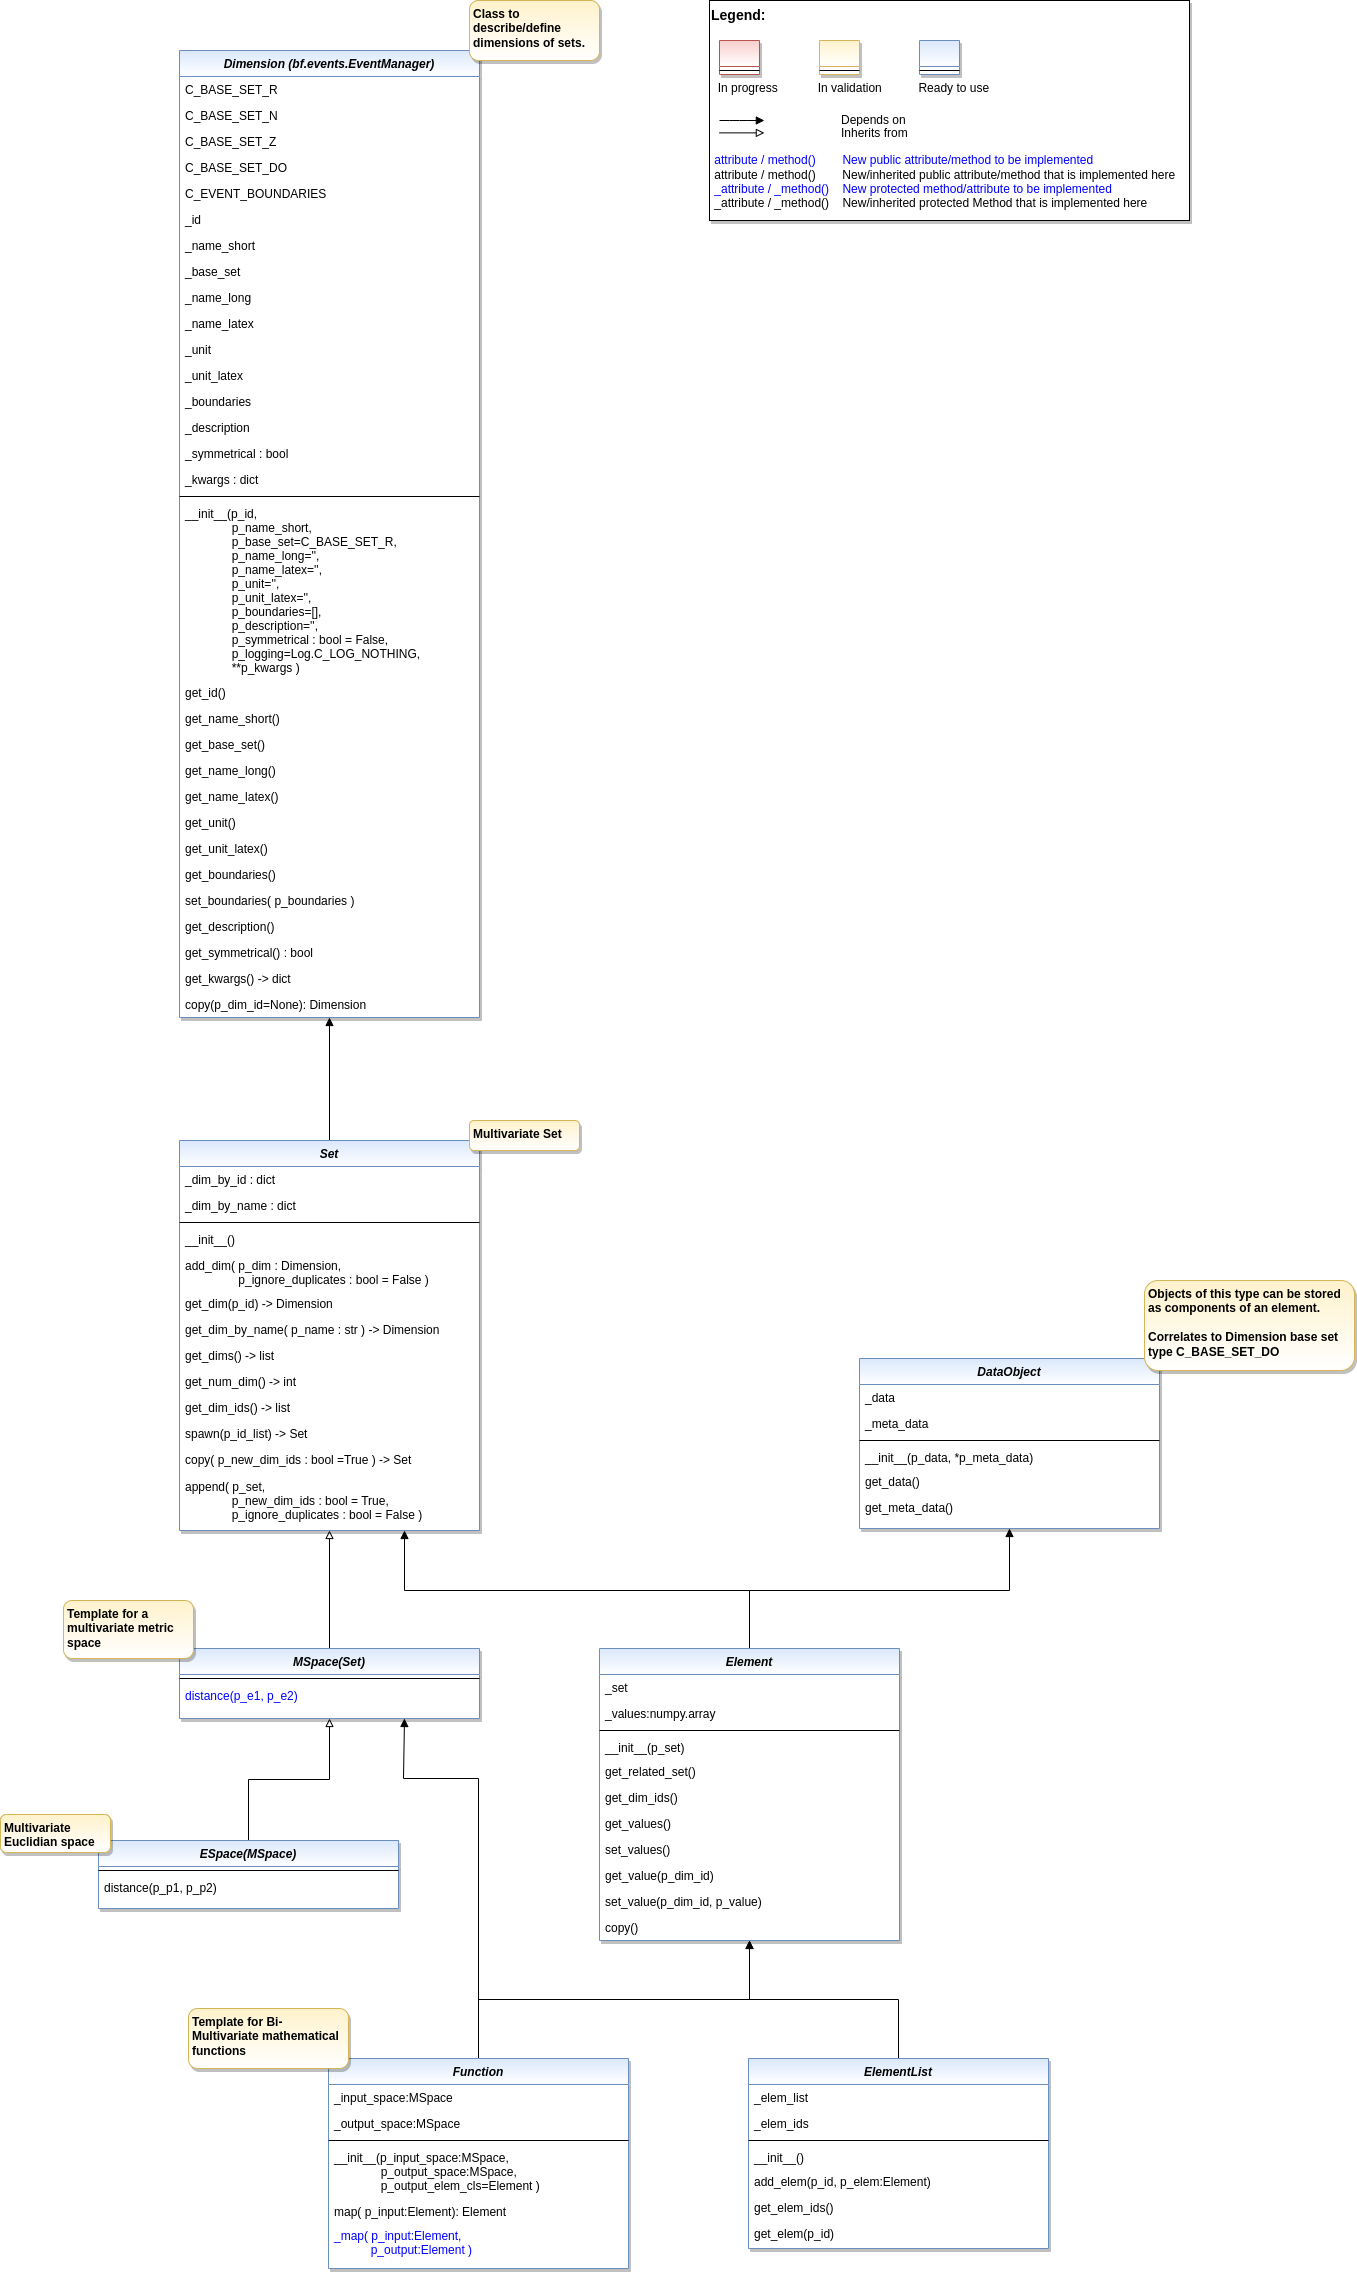 Class to
describe/define
dimensions of sets.
Dimension (bf.events.EventManager)
C_BASE_SET_R
C_BASE_SET_N
C_BASE_SET_Z
C_BASE_SET_DO
C_EVENT_BOUNDARIES
_id
_name_short
_base_set
_name_long
_name_latex
_unit
_unit_latex
_boundaries
_description
_symmetrical : bool
_kwargs : dict
__init__(p_id,
p_name_short,
p_base_set=C_BASE_SET_R,
p_name_long='',
p_name_latex='',
p_unit='',
p_unit_latex='',
p_boundaries=[],
p_description='',
p_symmetrical : bool = False,
p_logging=Log.C_LOG_NOTHING,
**p_kwargs )
get_id()
get_name_short()
get_base_set()
get_name_long()
get_name_latex()
get_unit()
get_unit_latex()
get_boundaries()
set_boundaries( p_boundaries )
get_description()
get_symmetrical() : bool
get_kwargs() -> dict
copy(p_dim_id=None): Dimension
Legend:
In progress
In validation
Ready to use
Depends on
Inherits from
attribute / method() New public attribute/method to be implemented
attribute / method() New/inherited public attribute/method that is implemented here
_attribute / _method() New protected method/attribute to be implemented
_attribute / _method() New/inherited protected Method that is implemented here
Multivariate Set
Set
_dim_by_id : dict
_dim_by_name : dict
__init__()
add_dim( p_dim : Dimension,
p_ignore_duplicates : bool = False )
get_dim(p_id) -> Dimension
get_dim_by_name( p_name : str ) -> Dimension
get_dims() -> list
get_num_dim() -> int
get_dim_ids() -> list
spawn(p_id_list) -> Set
copy( p_new_dim_ids : bool =True ) -> Set
append( p_set,
p_new_dim_ids : bool = True,
p_ignore_duplicates : bool = False )
Objects of this type can be stored
as components of an element.
Correlates to Dimension base set
type C_BASE_SET_DO
DataObject
_data
_meta_data
__init__(p_data, *p_meta_data)
get_data()
get_meta_data()
Template for a
multivariate metric
space
MSpace(Set)
distance(p_e1, p_e2)
Element
_set
_values:numpy.array
__init__(p_set)
get_related_set()
get_dim_ids()
get_values()
set_values()
get_value(p_dim_id)
set_value(p_dim_id, p_value)
copy()
Multivariate
Euclidian space
ESpace(MSpace)
distance(p_p1, p_p2)
Template for Bi-
Multivariate mathematical
functions
Function
_input_space:MSpace
_output_space:MSpace
__init__(p_input_space:MSpace,
p_output_space:MSpace,
p_output_elem_cls=Element )
map( p_input:Element): Element
_map( p_input:Element,
p_output:Element )
ElementList
_elem_list
_elem_ids
__init__()
add_elem(p_id, p_elem:Element)
get_elem_ids()
get_elem(p_id)